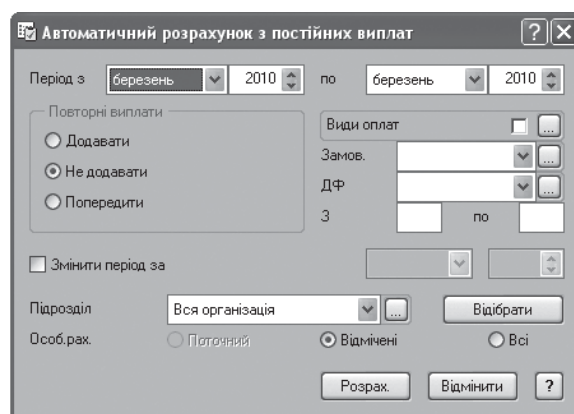 Автоматичний розрахунок з постійних виплат ? X
Період з березень 2010 по березень 2010
Повторні виплати
Додавати
Не додавати
Попередити
Види оплат ...
Замов. ...
ДФ ...
З по
Змінити період за
Підрозділ Вся організація ... Відібрати
Особ.рах. Поточний Відмічені Всі
Розрах. Відмінити ?